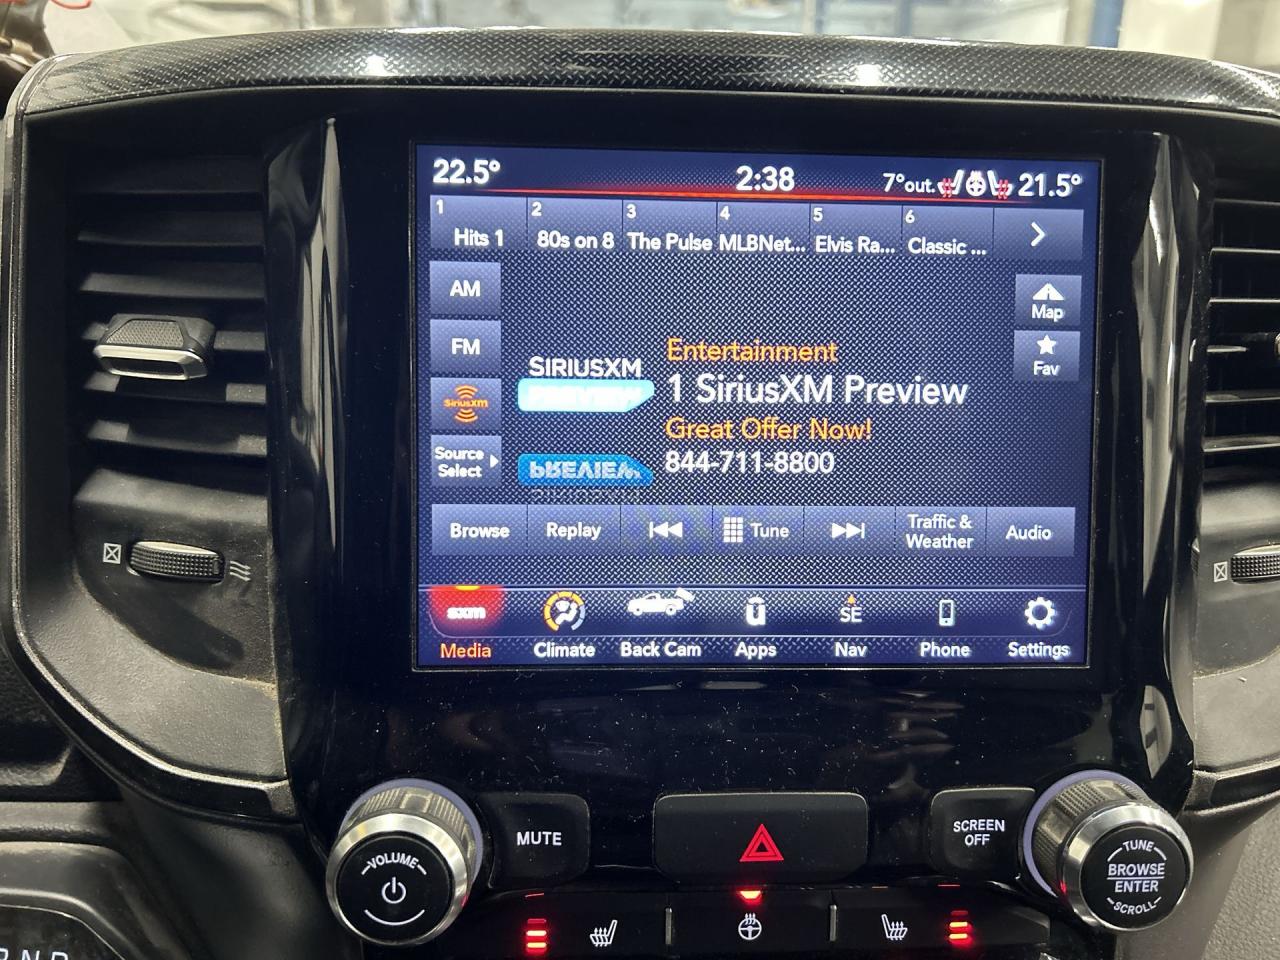 22.5°
2:38
7°out.
21.5°
1
2
3
4
5
6
Hits 1
80s on 8
The Pulse
MLBNet...
Elvis Ra...
Classic ...
AM
FM
SiriusXM
Source
Select
Map
Fav
SIRIUSXM
PREVIEW
Entertainment
1 SiriusXM Preview
Great Offer Now!
844-711-8800
Browse
Replay
Tune
Traffic &
Weather
Audio
sxm
SE
Media
Climate
Back Cam
Apps
Nav
Phone
Settings
VOLUME
MUTE
SCREEN
OFF
TUNE
BROWSE
ENTER
SCROLL
R N D